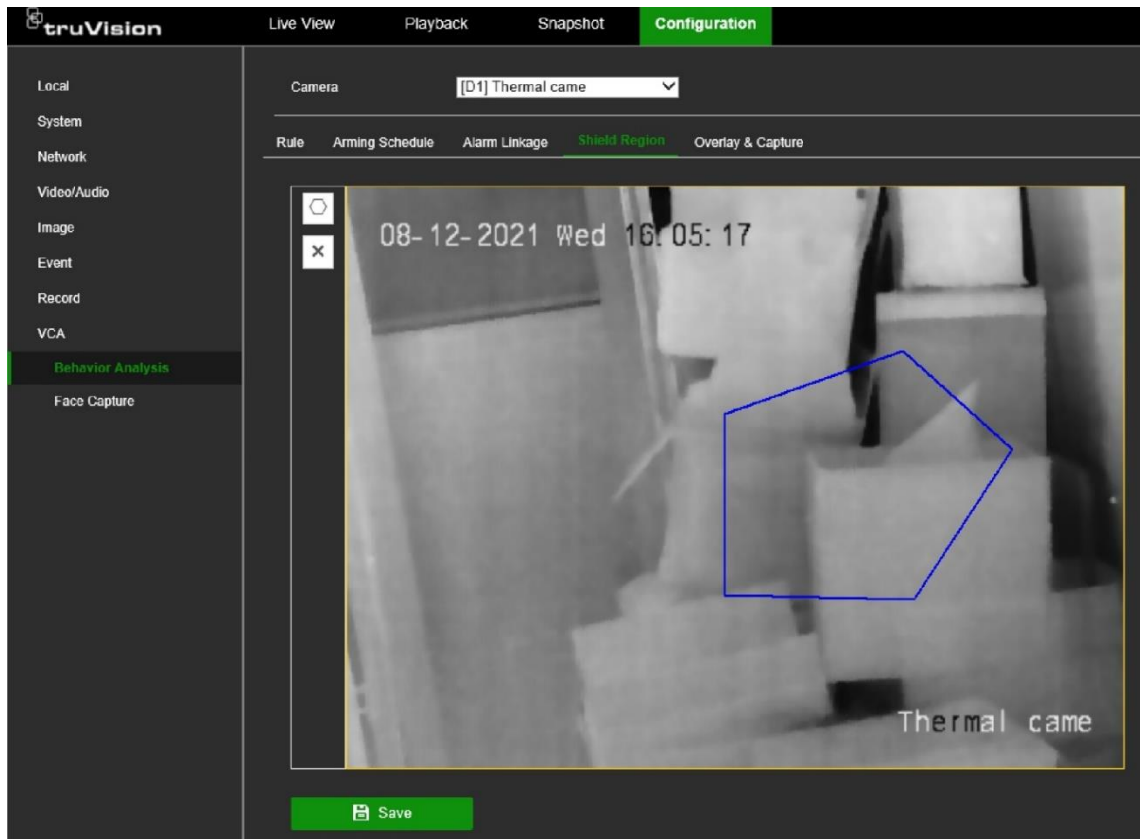 truVision
Live View Playback Snapshot Configuration
Local
System
Network
Video/Audio
Image
Event
Record
VCA
Behavior Analysis
Face Capture
Camera [D1] Thermal came
Rule Arming Schedule Alarm Linkage Shield Region Overlay & Capture
08-12-2021 Wed 16:05:17
Thermal came
Save